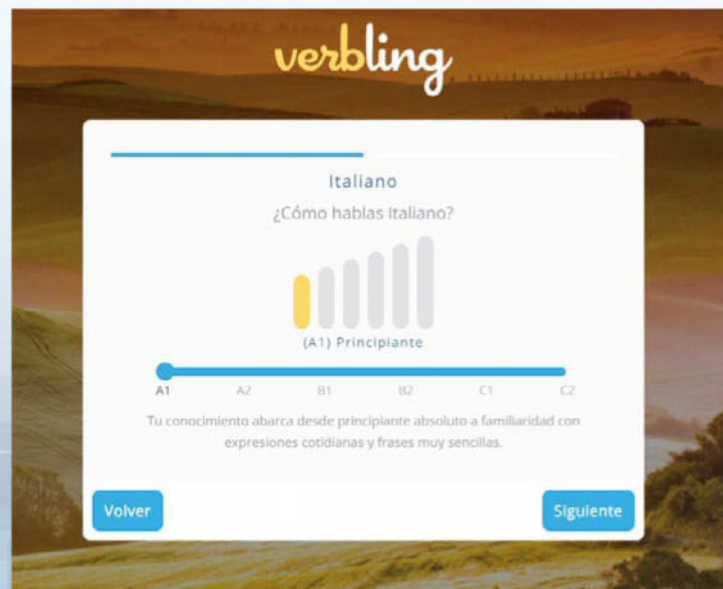 verbling
Italiano
¿Cómo hablas Italiano?
(A1) Principiante
A1 A2 B1 B2 C1 C2
Tu conocimiento abarca desde principiante absoluto a familiaridad con
expresiones cotidianas y frases muy sencillas.
Volver Siguiente